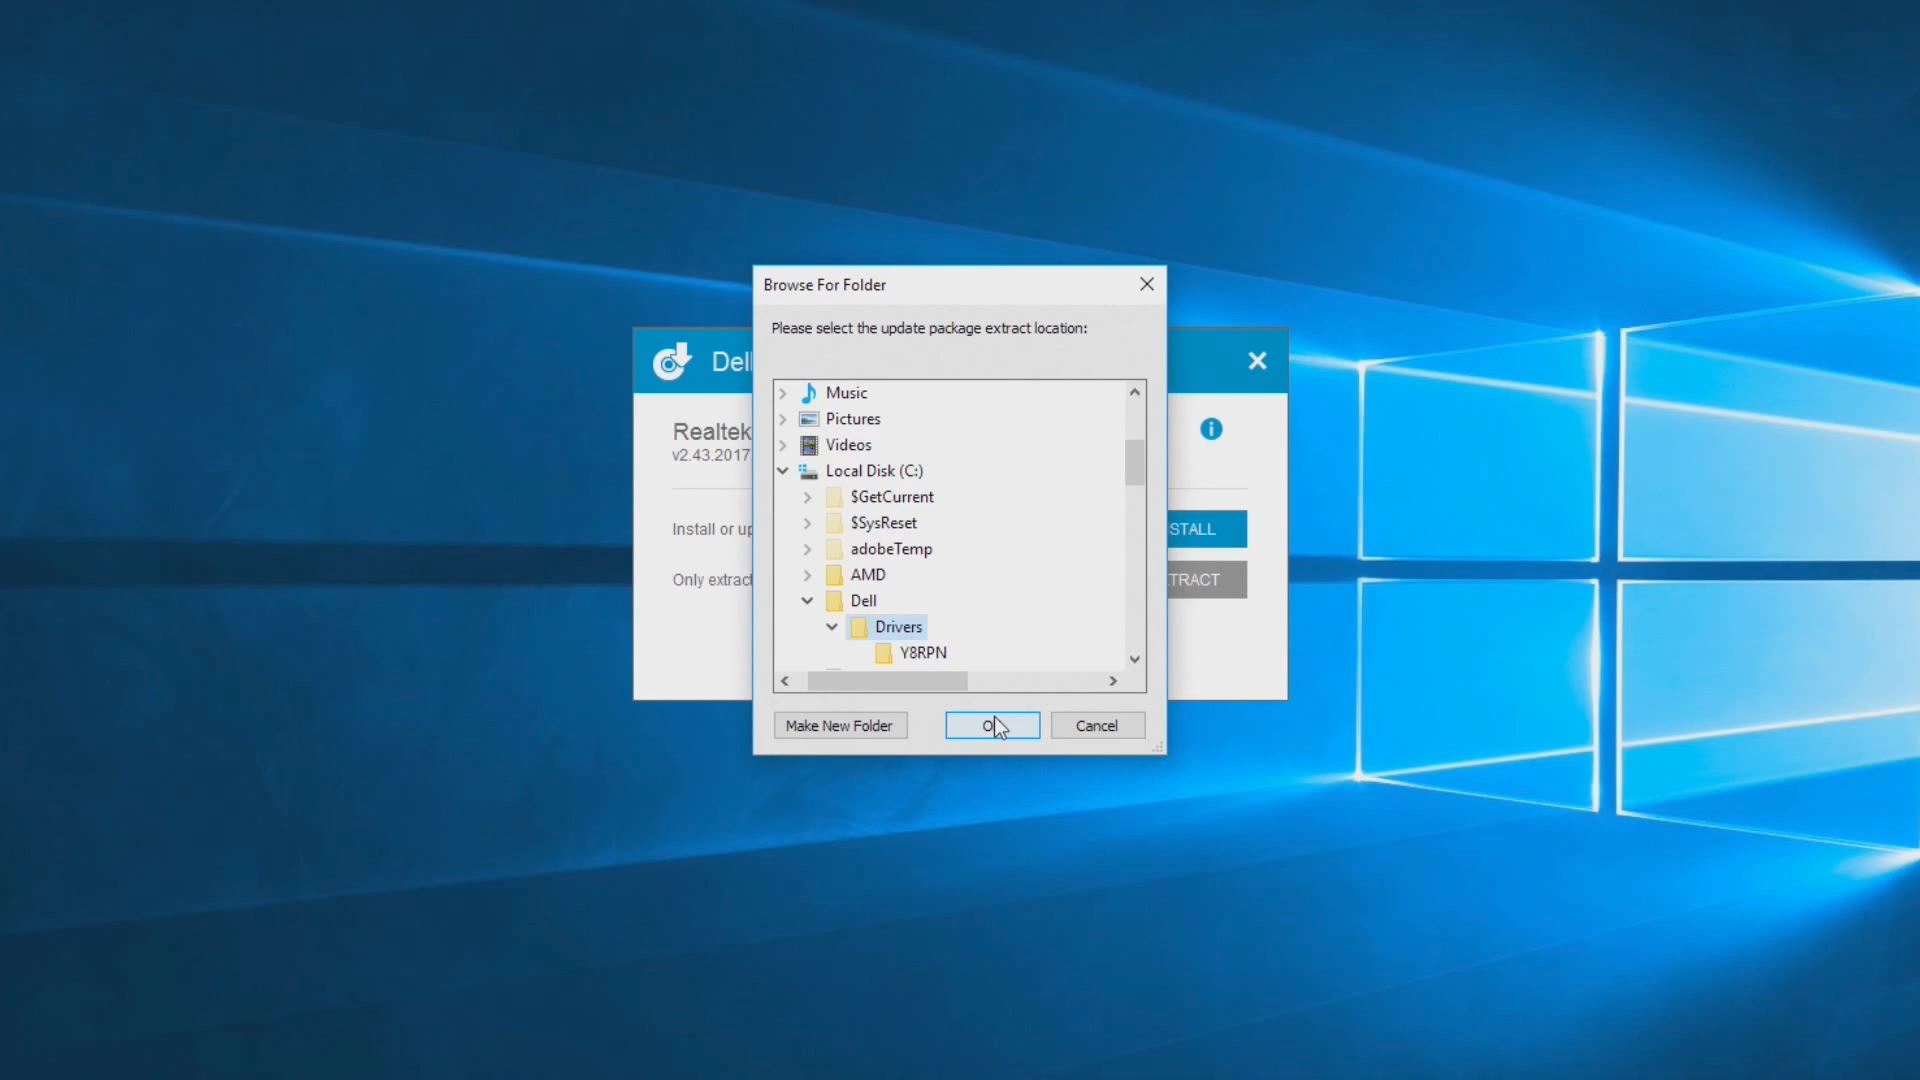 Browse For Folder
Please select the update package extract location:
Dell
Realtek
v2.43.2017
Install or up
STALL
Only extract
TRACT
Music
Pictures
Videos
Local Disk (C:)
$GetCurrent
$SysReset
adobeTemp
AMD
Dell
Drivers
Y8RPN
Make New Folder
O
Cancel